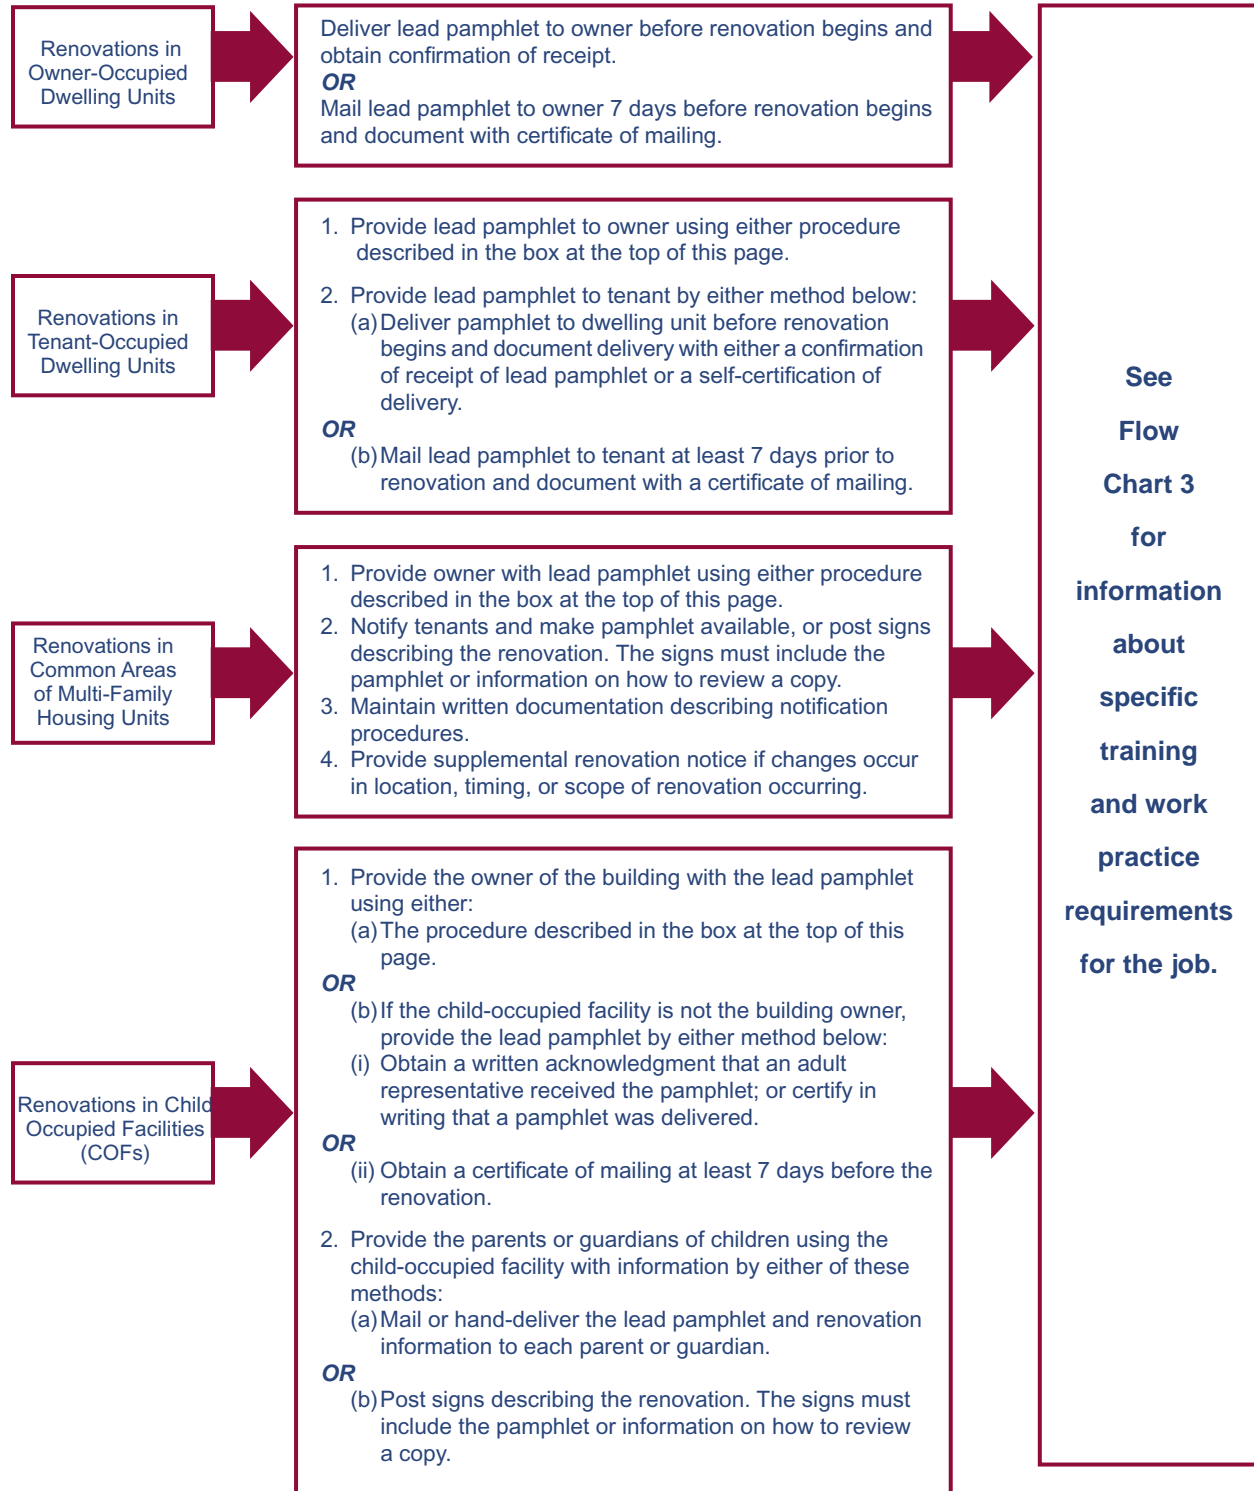 Renovations in
Owner-Occupied
Dwelling Units
Deliver lead pamphlet to owner before renovation begins and
obtain confirmation of receipt.
OR
Mail lead pamphlet to owner 7 days before renovation begins
and document with certificate of mailing.
Renovations in
Tenant-Occupied
Dwelling Units
1. Provide lead pamphlet to owner using either procedure
described in the box at the top of this page.
2. Provide lead pamphlet to tenant by either method below:
(a) Deliver pamphlet to dwelling unit before renovation
begins and document delivery with either a confirmation
of receipt of lead pamphlet or a self-certification of
delivery.
OR
(b) Mail lead pamphlet to tenant at least 7 days prior to
renovation and document with a certificate of mailing.
Renovations in
Common Areas
of Multi-Family
Housing Units
1. Provide owner with lead pamphlet using either procedure
described in the box at the top of this page.
2. Notify tenants and make pamphlet available, or post signs
describing the renovation. The signs must include the
pamphlet or information on how to review a copy.
3. Maintain written documentation describing notification
procedures.
4. Provide supplemental renovation notice if changes occur
in location, timing, or scope of renovation occurring.
Renovations in Child
Occupied Facilities
(COFs)
1. Provide the owner of the building with the lead pamphlet
using either:
(a) The procedure described in the box at the top of this
page.
OR
(b) If the child-occupied facility is not the building owner,
provide the lead pamphlet by either method below:
(i) Obtain a written acknowledgment that an adult
representative received the pamphlet; or certify in
writing that a pamphlet was delivered.
OR
(ii) Obtain a certificate of mailing at least 7 days before the
renovation.
2. Provide the parents or guardians of children using the
child-occupied facility with information by either of these
methods:
(a) Mail or hand-deliver the lead pamphlet and renovation
information to each parent or guardian.
OR
(b) Post signs describing the renovation. The signs must
include the pamphlet or information on how to review
a copy.
See
Flow
Chart 3
for
information
about
specific
training
and work
practice
requirements
for the job.